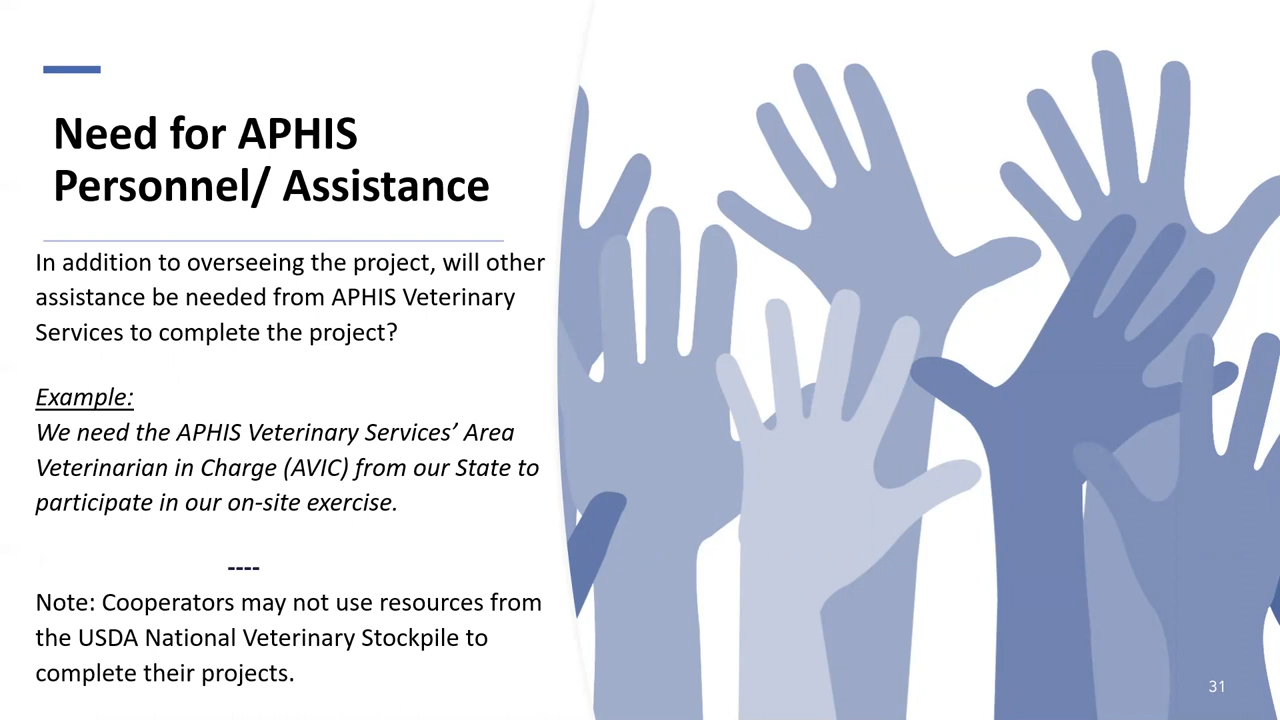 Need for APHIS
Personnel/ Assistance
In addition to overseeing the project, will other
assistance be needed from APHIS Veterinary
Services to complete the project?
Example:
We need the APHIS Veterinary Services’ Area
Veterinarian in Charge (AVIC) from our State to
participate in our on-site exercise.
----
Note: Cooperators may not use resources from
the USDA National Veterinary Stockpile to
complete their projects.
31